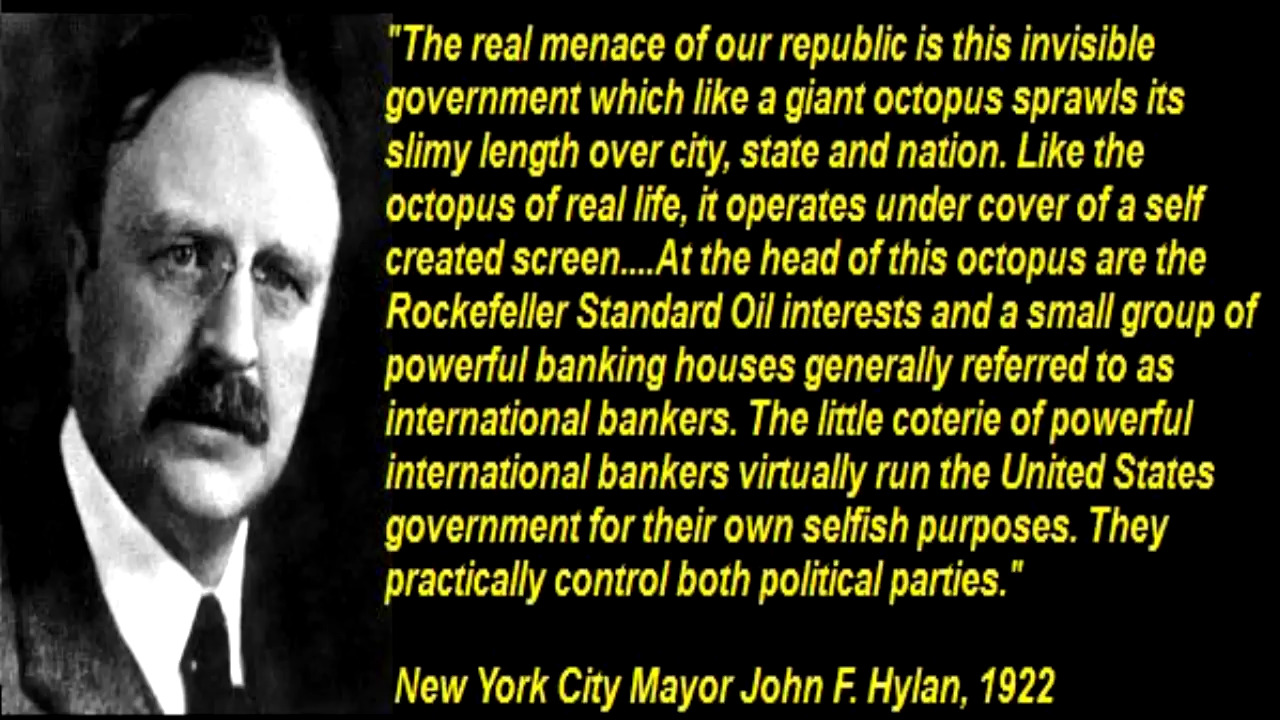 "The real menace of our republic is this invisible
government which like a giant octopus sprawls its
slimy length over city, state and nation. Like the
octopus of real life, it operates under cover of a self
created screen....At the head of this octopus are the
Rockefeller Standard Oil interests and a small group of
powerful banking houses generally referred to as
international bankers. The little coterie of powerful
international bankers virtually run the United States
government for their own selfish purposes. They
practically control both political parties."
New York City Mayor John F. Hylan, 1922